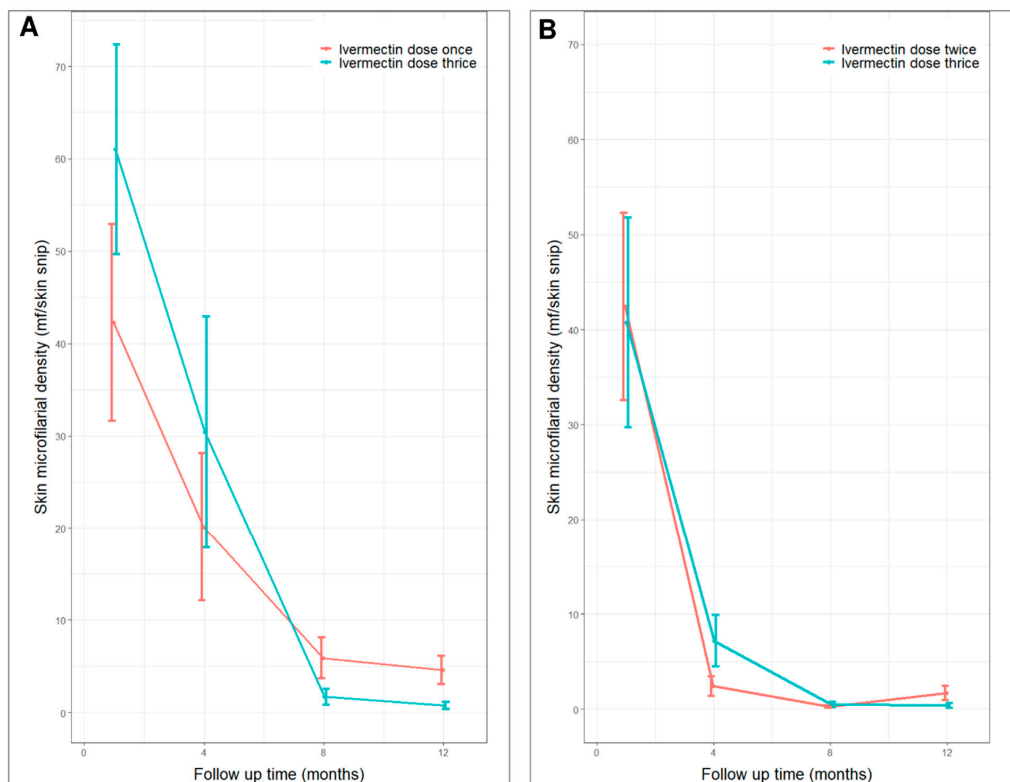 A
Ivermectin dose once
Ivermectin dose thrice
Skin microfilarial density (mf/skin snip)
70
60
50
40
30
20
10
0
0 4 8 12
Follow up time (months)
B
Ivermectin dose twice
Ivermectin dose thrice
Skin microfilarial density (mf/skin snip)
70
60
50
40
30
20
10
0
0 4 8 12
Follow up time (months)